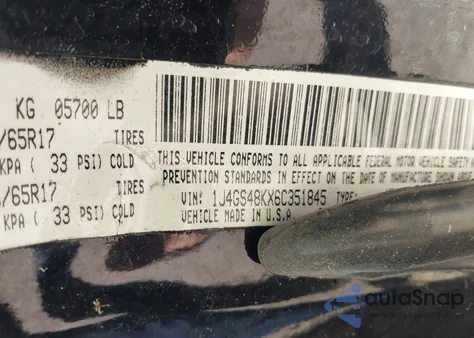 KG 05700 LB
/65R17 TIRES
KPA ( 33 PSI) COLD
/65R17 TIRES
KPA ( 33 PSI) COLD
THIS VEHICLE CONFORMS TO ALL APPLICABLE FEDERAL MOTOR VEHICLE SAFETY
PREVENTION STANDARDS IN EFFECT ON THE DATE OF MANUFACTURE SHOWN ABOVE
VIN: 1J4GS48KX6C351845 TYPE:
VEHICLE MADE IN U.S.A.
autoSnap